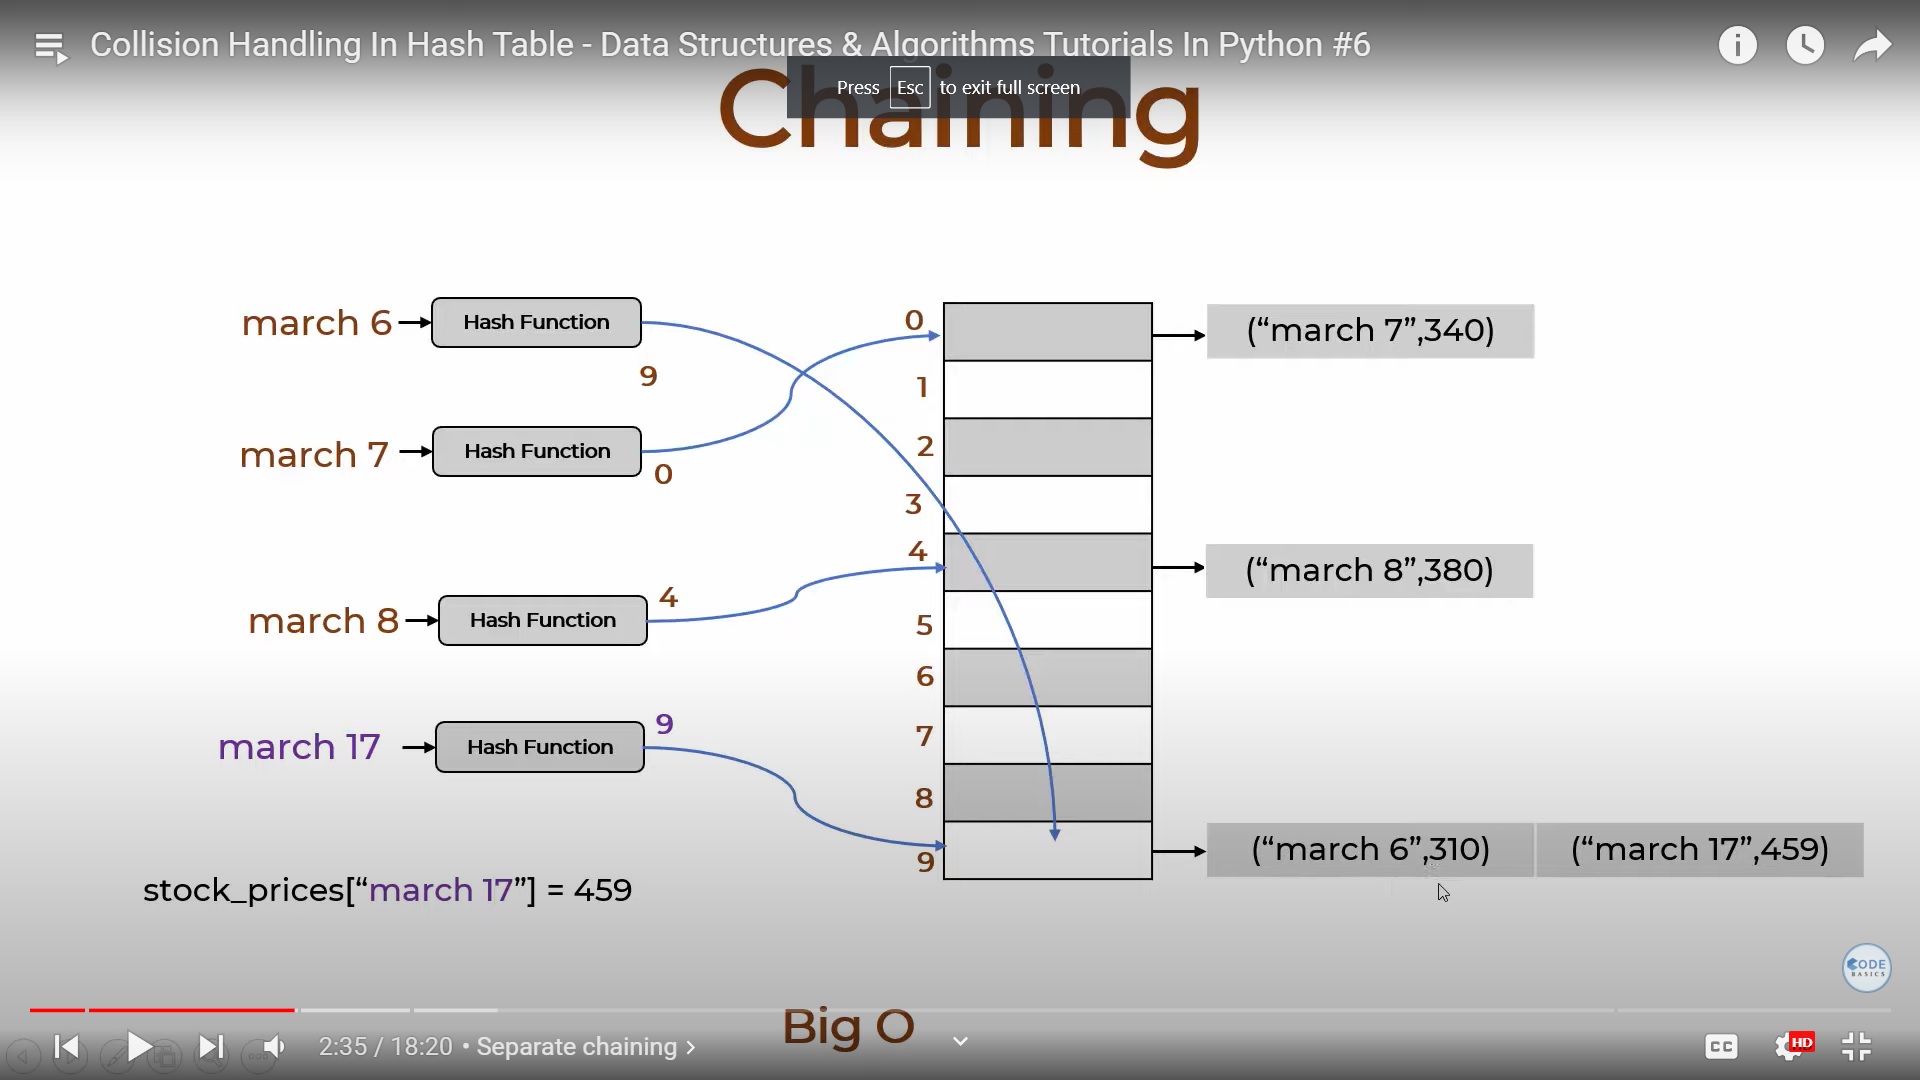 Collision Handling In Hash Table - Data Structures & Algorithms Tutorials In Python #6
Press Esc to exit full screen
Chaining
march 6
Hash Function
9
march 7
Hash Function
0
march 8
Hash Function
4
march 17
Hash Function
9
stock_prices[“march 17”] = 459
0
1
2
3
4
5
6
7
8
9
(“march 7”,340)
(“march 8”,380)
(“march 6”,310) (“march 17”,459)
CODE
BASICS
Big O
2:35 / 18:20 • Separate chaining >
CC
HD